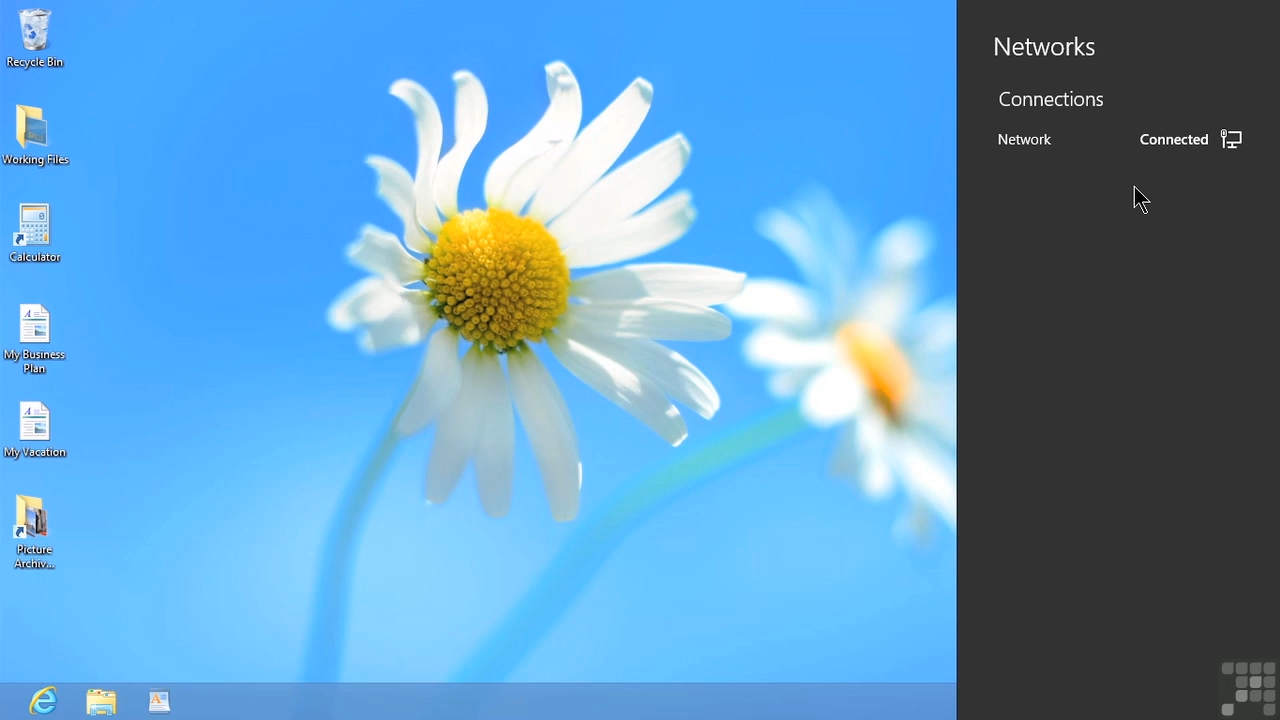 Recycle Bin
Working Files
Calculator
My Business
Plan
My Vacation
Picture
Archiv...
Networks
Connections
Network Connected